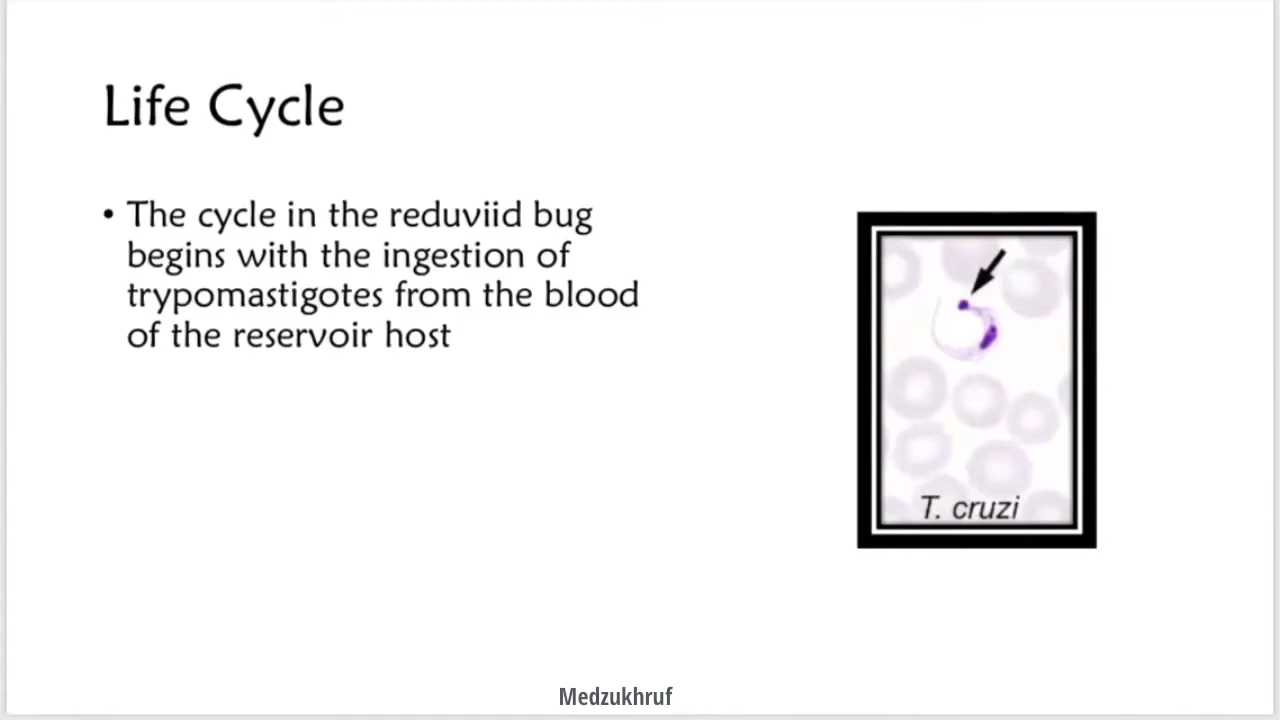 Life Cycle
• The cycle in the reduviid bug
begins with the ingestion of
trypomastigotes from the blood
of the reservoir host
T. cruzi
Medzukhruf